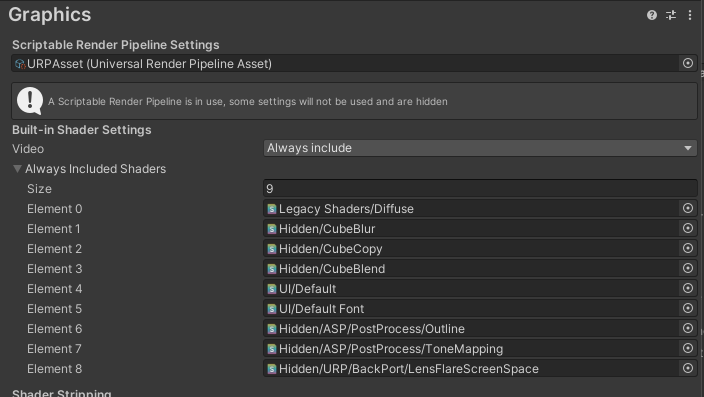 Graphics
Scriptable Render Pipeline Settings
URPAsset (Universal Render Pipeline Asset)
A Scriptable Render Pipeline is in use, some settings will not be used and are hidden
Built-in Shader Settings
Video Always include
Always Included Shaders
Size 9
Element 0 Legacy Shaders/Diffuse
Element 1 Hidden/CubeBlur
Element 2 Hidden/CubeCopy
Element 3 Hidden/CubeBlend
Element 4 UI/Default
Element 5 UI/Default Font
Element 6 Hidden/ASP/PostProcess/Outline
Element 7 Hidden/ASP/PostProcess/ToneMapping
Element 8 Hidden/URP/BackPort/LensFlareScreenSpace
Shader Stripping